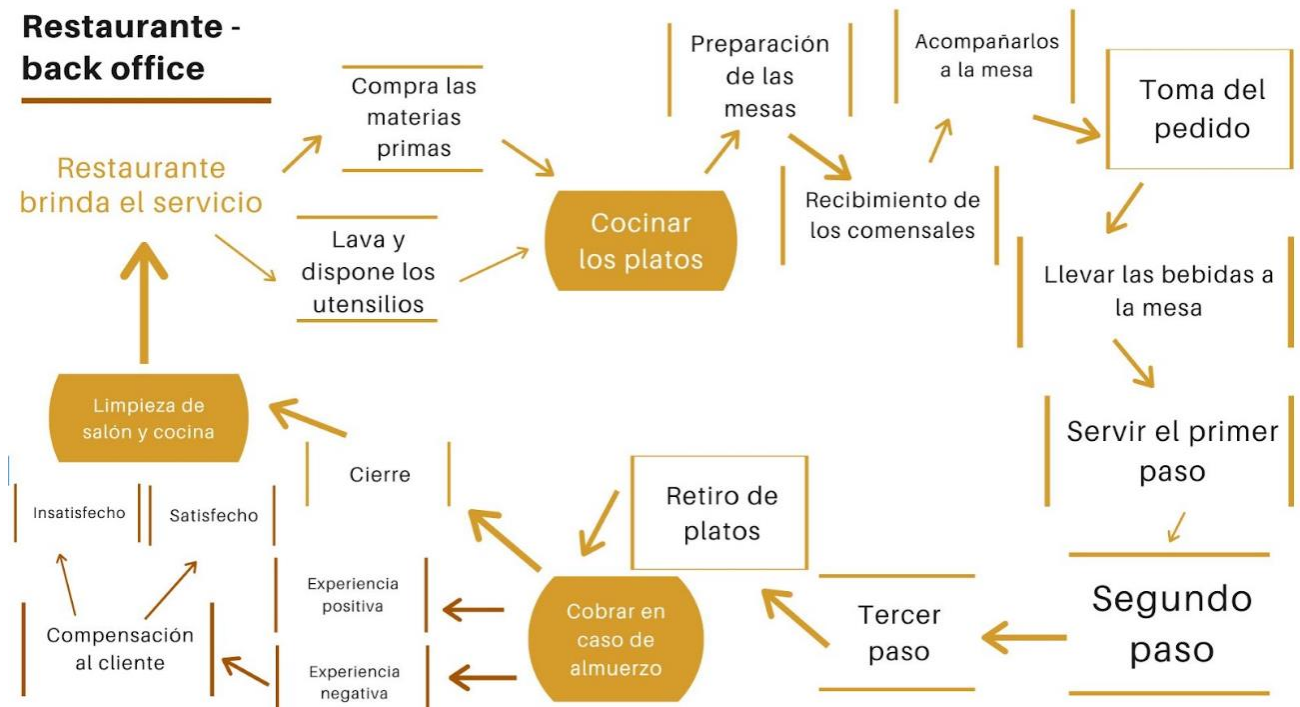 Restaurante -
back office
Restaurante
brinda el servicio
Compra las
materias
primas
Lava y
dispone los
utensilios
Cocinar
los platos
Preparación
de las
mesas
Recibimiento de
los comensales
Acompañarlos
a la mesa
Toma del
pedido
Llevar las bebidas a
la mesa
Servir el primer
paso
Segundo
paso
Tercer
paso
Retiro de
platos
Cobrar en
caso de
almuerzo
Cierre
Experiencia
positiva
Experiencia
negativa
Compensación
al cliente
Insatisfecho
Satisfecho
Limpieza de
salón y cocina